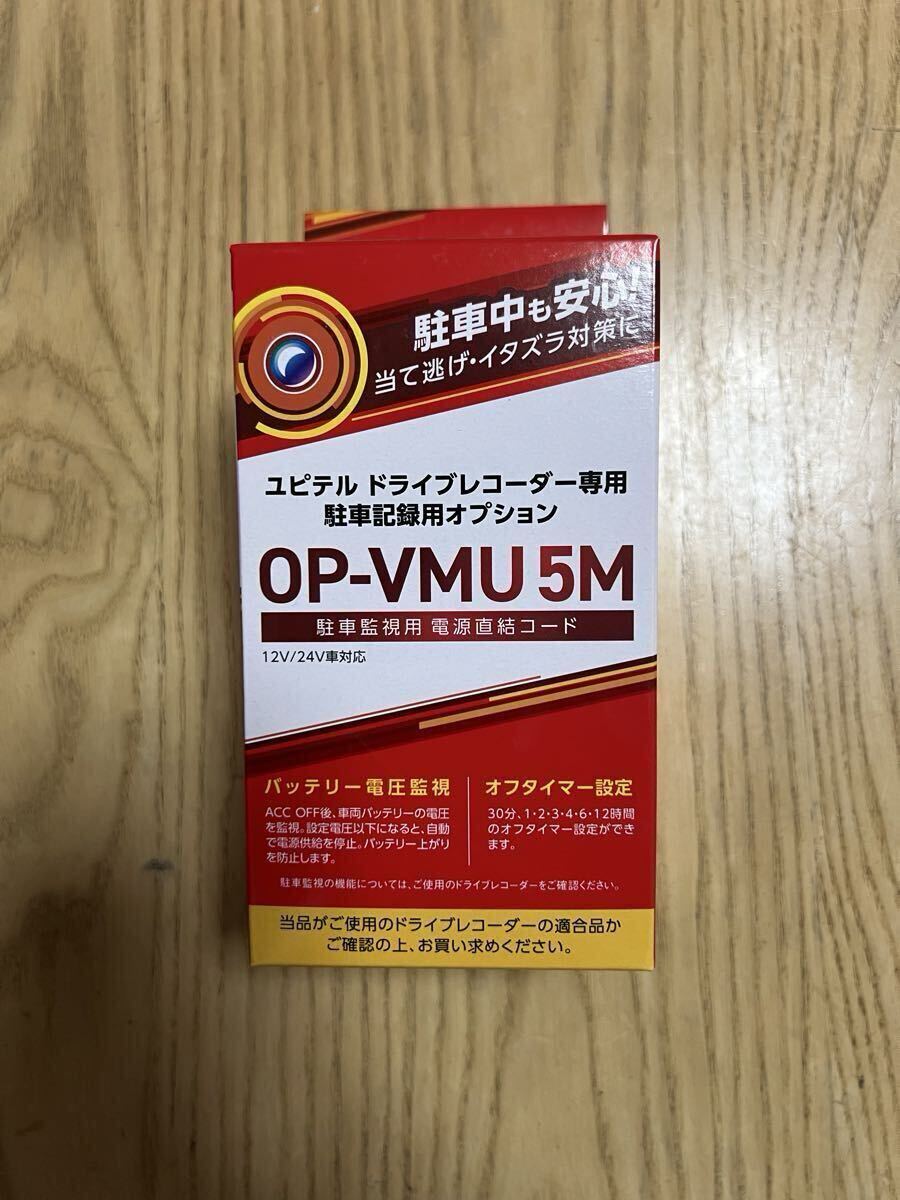 駐車中も安心!
当て逃げ・イタズラ対策に
ユピテル ドライブレコーダー専用
駐車記録用オプション
OP-VMU 5M
駐車監視用 電源直結コード
12V/24V車対応
バッテリー電圧監視
ACC OFF後、車両バッテリーの電圧
を監視。設定電圧以下になると、自動
で電源供給を停止。バッテリー上がり
を防止します。
オフタイマー設定
30分、1・2・3・4・6・12時間
のオフタイマー設定ができ
ます。
駐車監視の機能については、ご使用のドライブレコーダーをご確認ください。
当品がご使用のドライブレコーダーの適合品か
ご確認の上、お買い求めください。